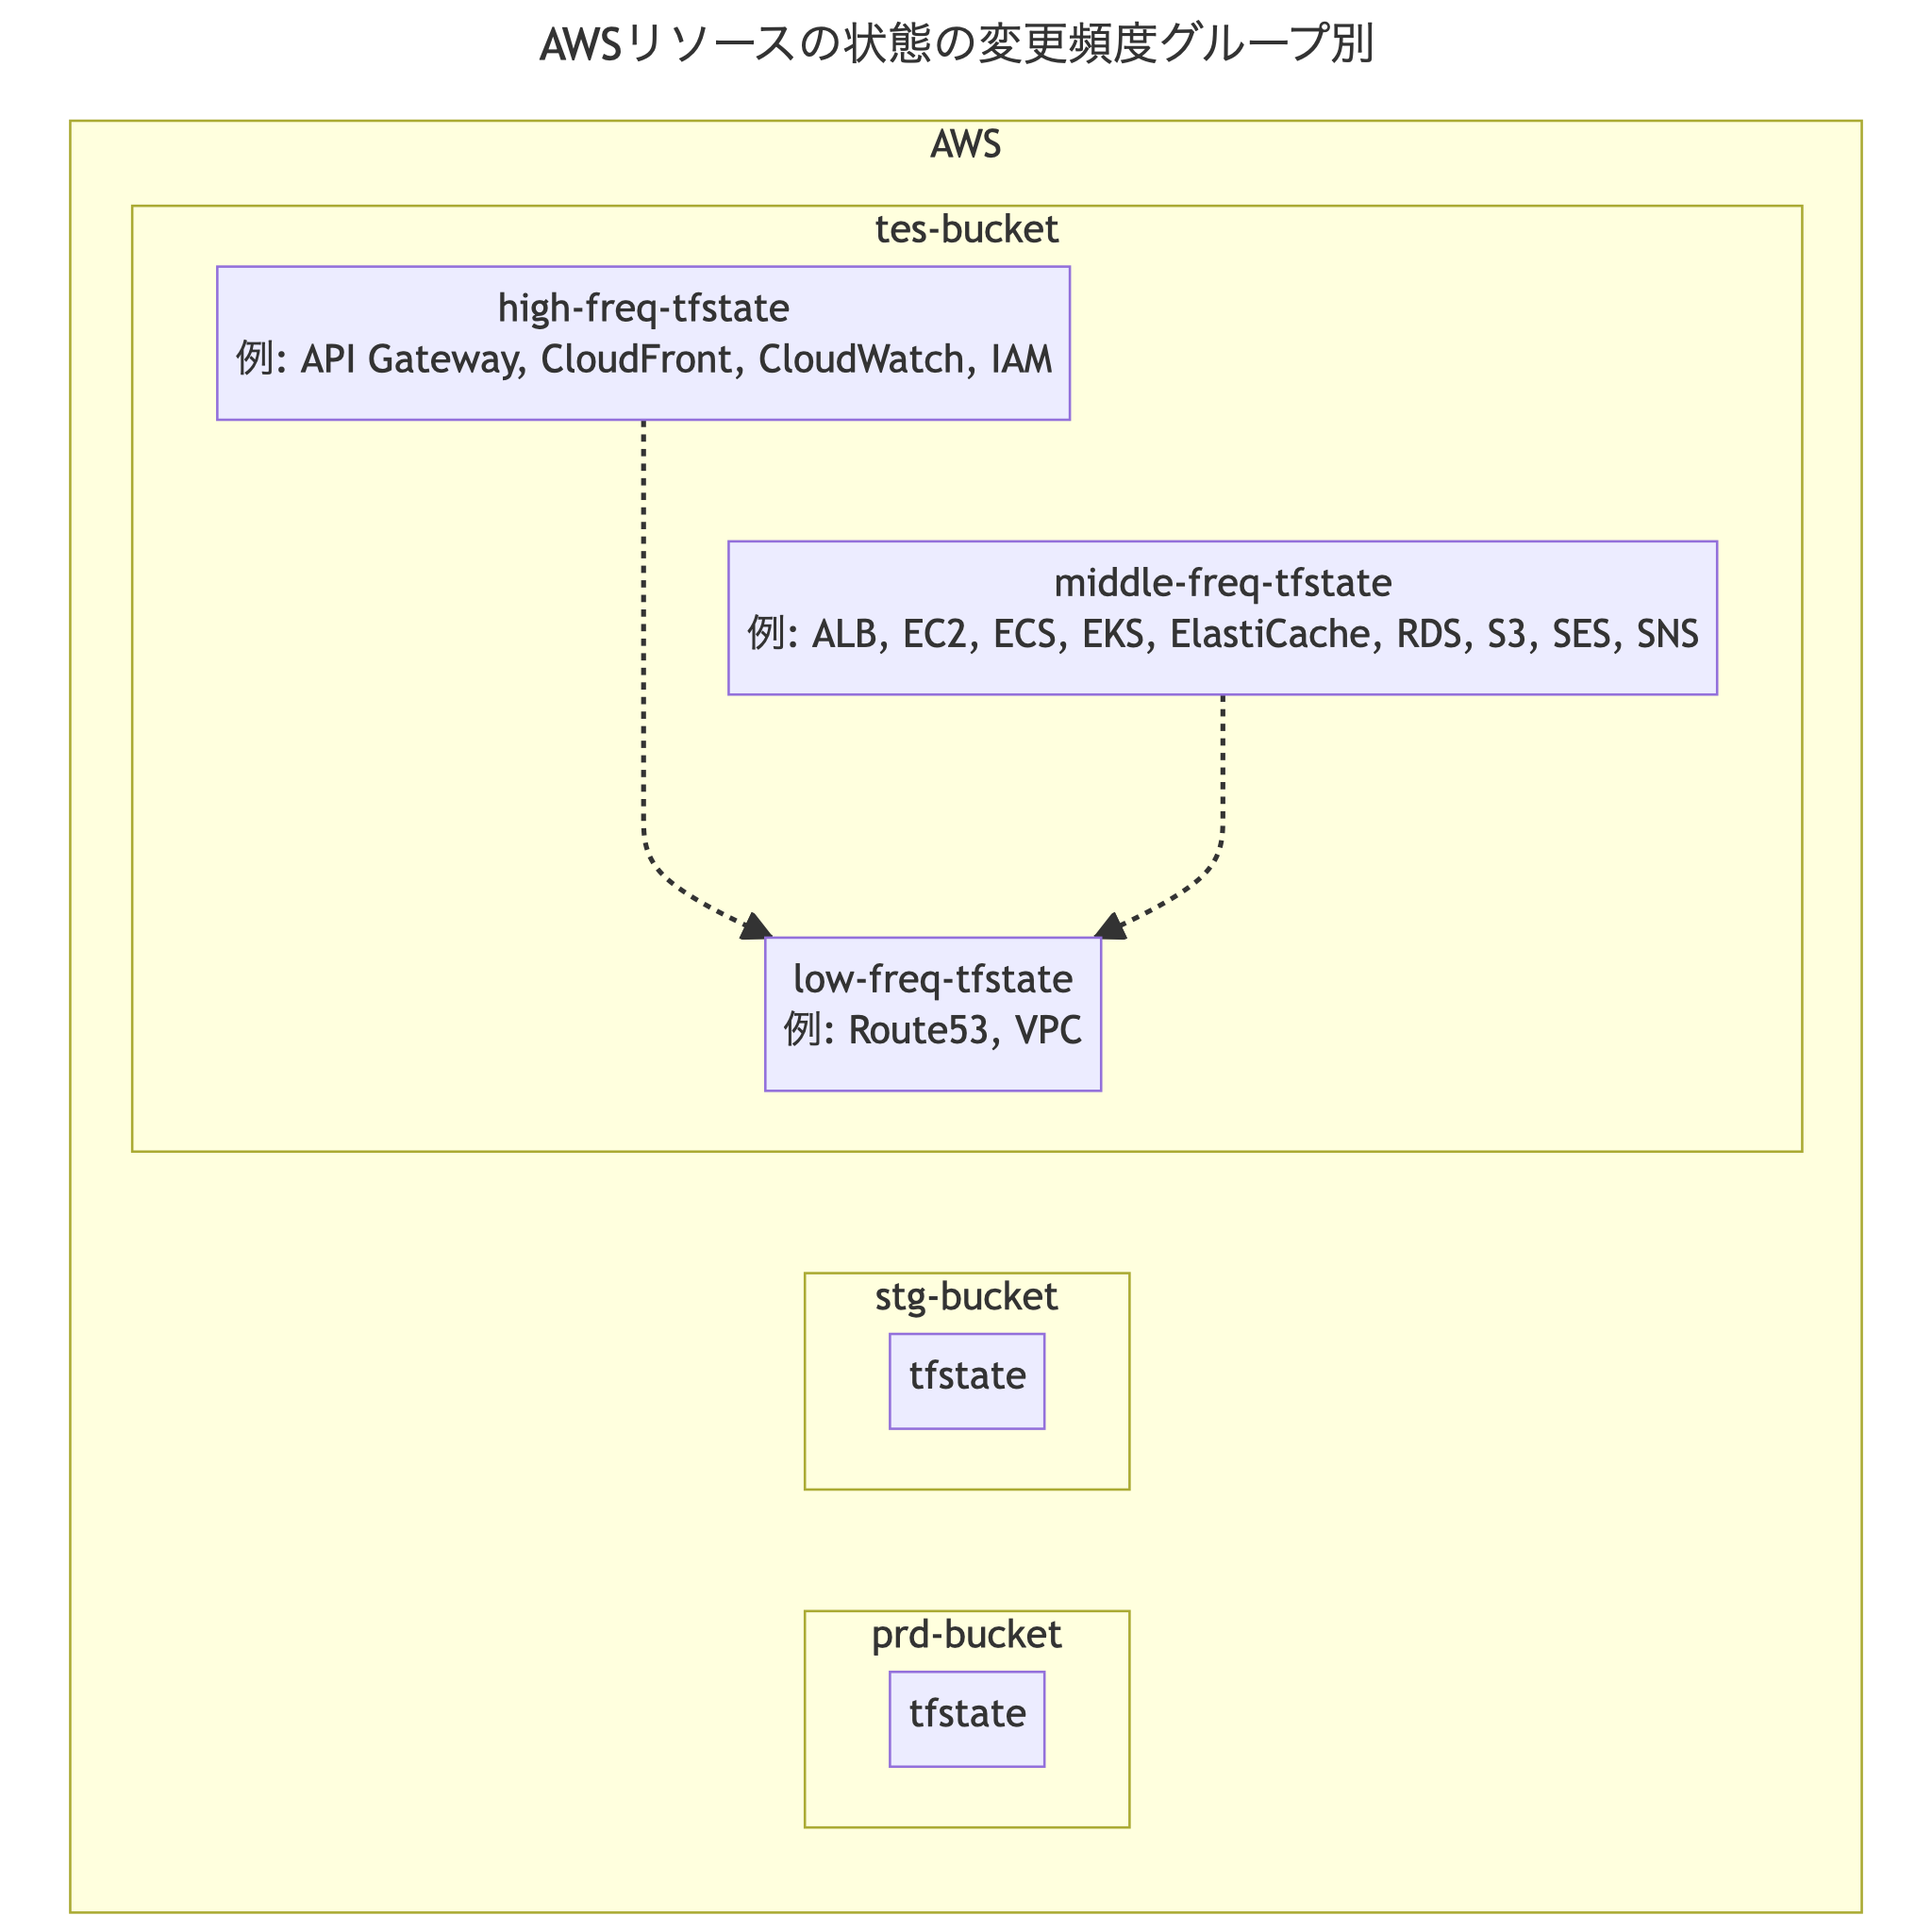 AWSリソースの状態の変更頻度グループ別
AWS
tes-bucket
high-freq-tfstate
例: API Gateway, CloudFront, CloudWatch, IAM
middle-freq-tfstate
例: ALB, EC2, ECS, EKS, ElastiCache, RDS, S3, SES, SNS
low-freq-tfstate
例: Route53, VPC
stg-bucket
tfstate
prd-bucket
tfstate